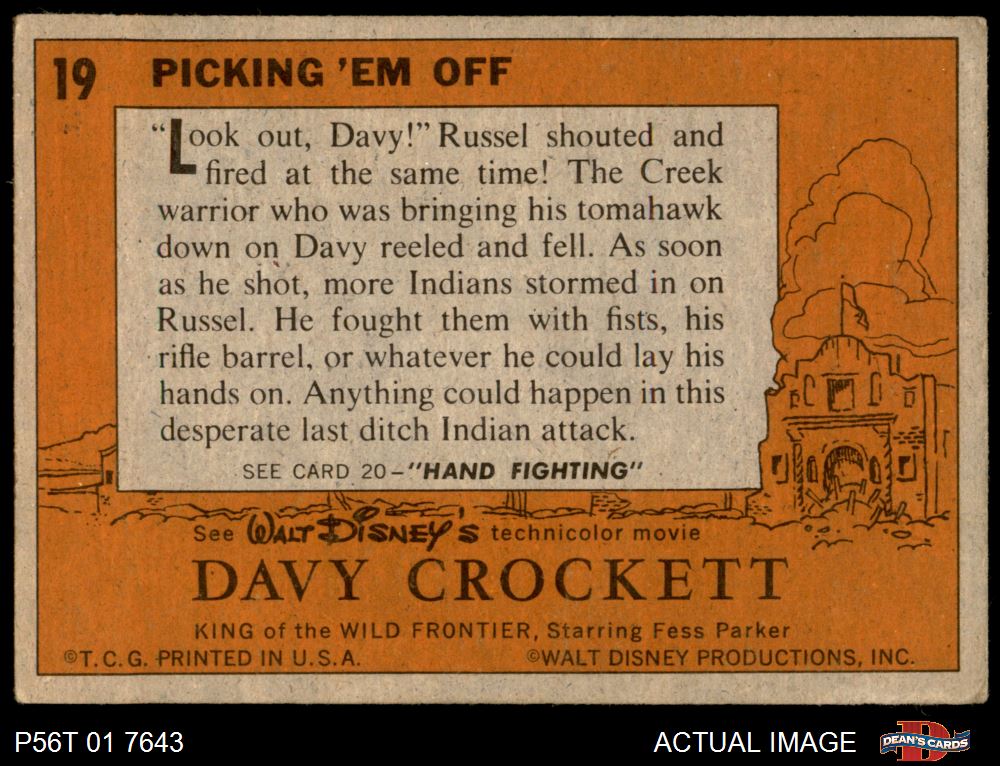 19 PICKING 'EM OFF
"Look out, Davy!" Russel shouted and
fired at the same time! The Creek
warrior who was bringing his tomahawk
down on Davy reeled and fell. As soon
as he shot, more Indians stormed in on
Russel. He fought them with fists, his
rifle barrel, or whatever he could lay his
hands on. Anything could happen in this
desperate last ditch Indian attack.
SEE CARD 20-"HAND FIGHTING"
See WALT DISNEY'S technicolor movie
DAVY CROCKETT
KING of the WILD FRONTIER, Starring Fess Parker
©T.C.G. PRINTED IN U.S.A. ©WALT DISNEY PRODUCTIONS, INC.
P56T 01 7643 ACTUAL IMAGE D DEAN'S CARDS